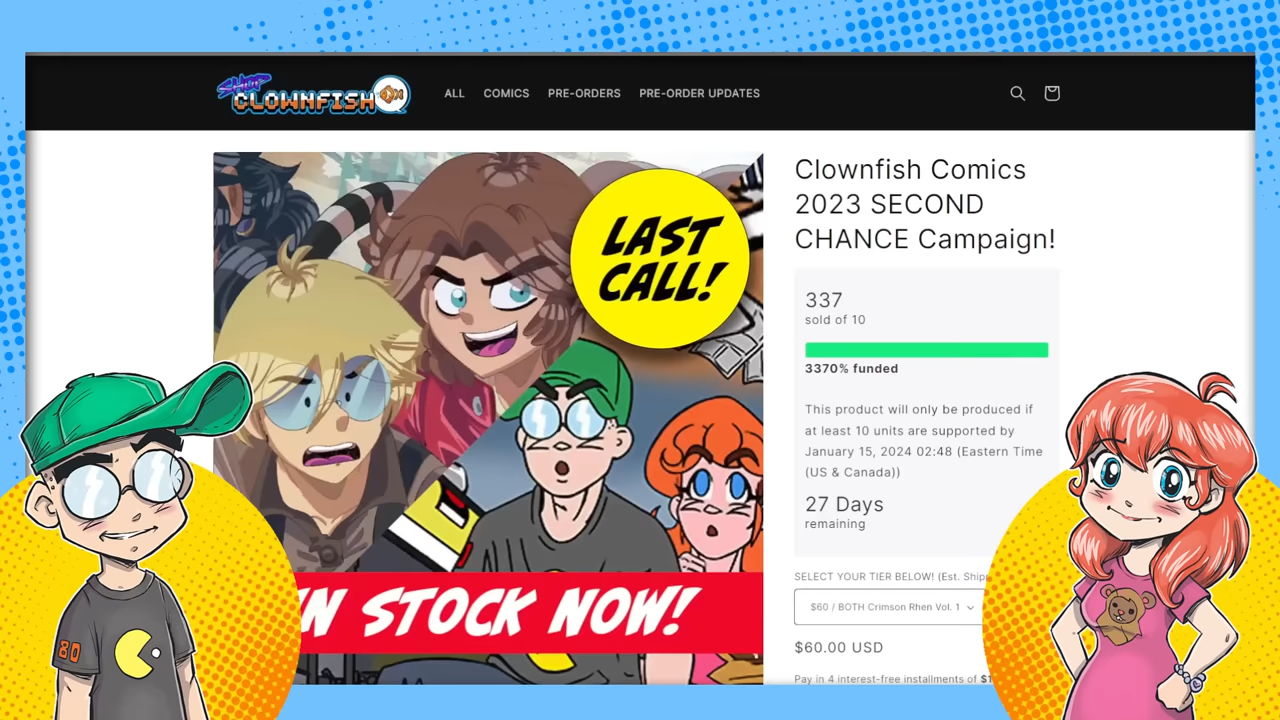 SHOP
CLOWNFISH
ALL COMICS PRE-ORDERS PRE-ORDER UPDATES
LAST
CALL!
IN STOCK NOW!
Clownfish Comics
2023 SECOND
CHANCE Campaign!
337
sold of 10
3370% funded
This product will only be produced if
at least 10 units are supported by
January 15, 2024 02:48 (Eastern Time
(US & Canada))
27 Days
remaining
SELECT YOUR TIER BELOW! (Est. Ship
$60 / BOTH Crimson Rhen Vol. 1
$60.00 USD
Pay in 4 interest-free installments of $1
80